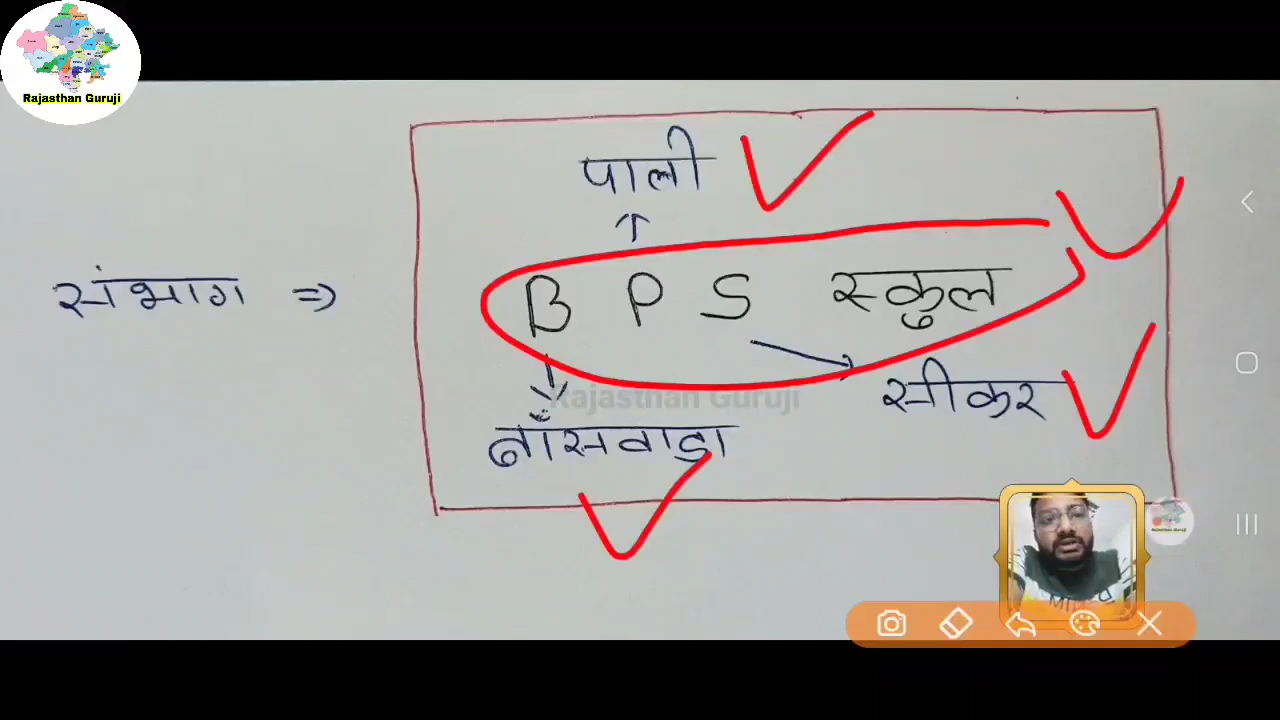 Rajasthan Guruji
पाली
↑
संभाग ⇒ B P S स्कुल
Rajasthan Guruji
सीकर
बाँसवाडा